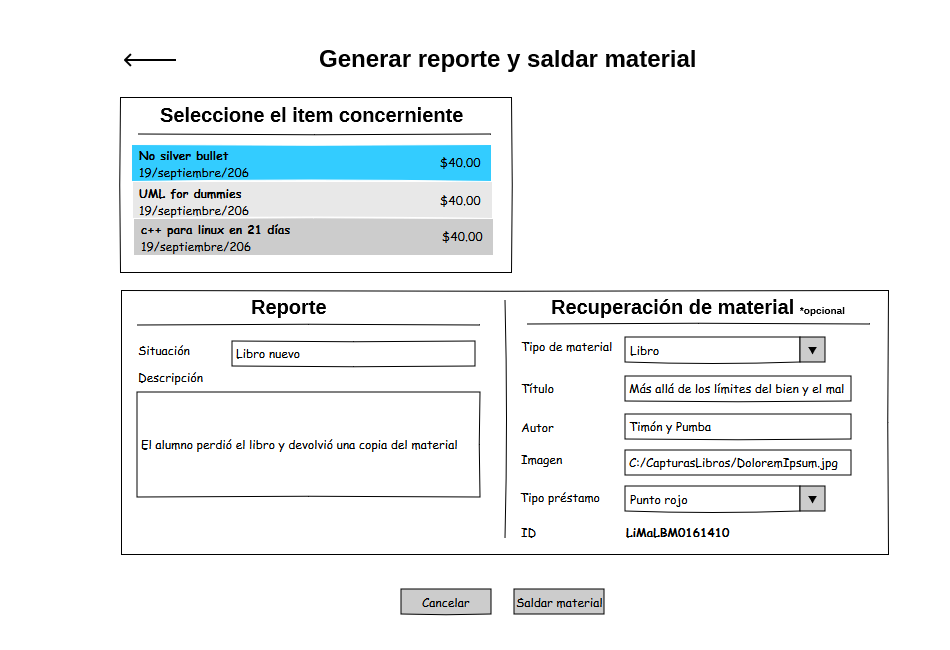 Generar reporte y saldar material
Seleccione el item concerniente
No silver bullet
19/septiembre/206
$40.00
UML for dummies
19/septiembre/206
$40.00
c++ para linux en 21 días
19/septiembre/206
$40.00
Reporte
Situación
Libro nuevo
Descripción
El alumno perdió el libro y devolvió una copia del material
Recuperación de material *opcional
Tipo de material
Libro
Título
Más allá de los límites del bien y el mal
Autor
Timón y Pumba
Imagen
C:/CapturasLibros/DoloremIpsum.jpg
Tipo préstamo
Punto rojo
ID
LiMaLBM0161410
Cancelar
Saldar material